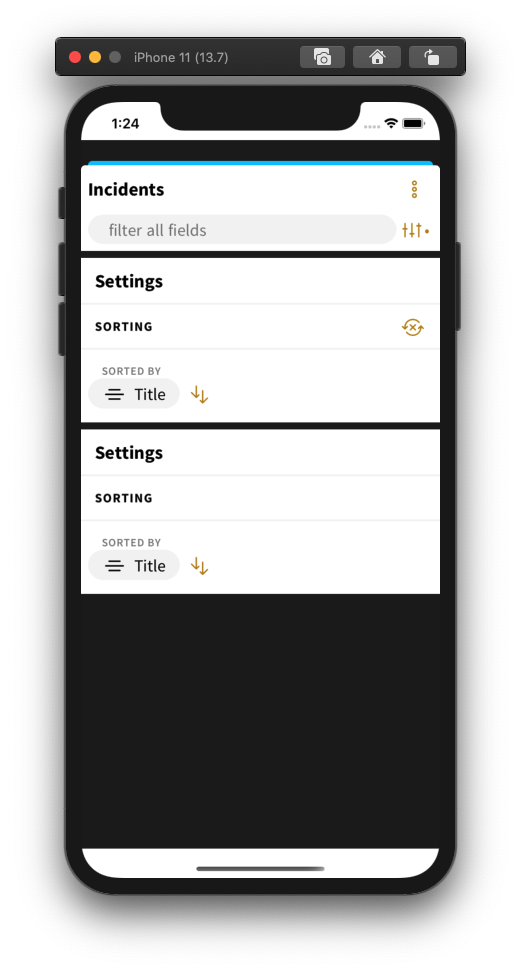 iPhone 11 (13.7)
1:24
Incidents
filter all fields
Settings
SORTING
SORTED BY
Title
Settings
SORTING
SORTED BY
Title